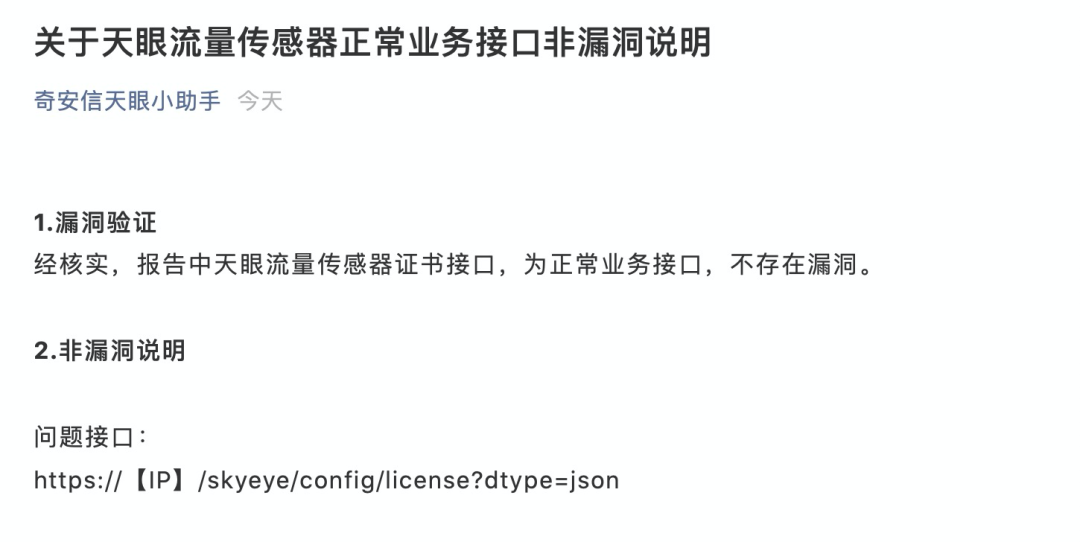 关于天眼流量传感器正常业务接口非漏洞说明
奇安信天眼小助手 今天
1.漏洞验证
经核实，报告中天眼流量传感器证书接口，为正常业务接口，不存在漏洞。
2.非漏洞说明
问题接口：
https://【IP】/skyeye/config/license?dtype=json